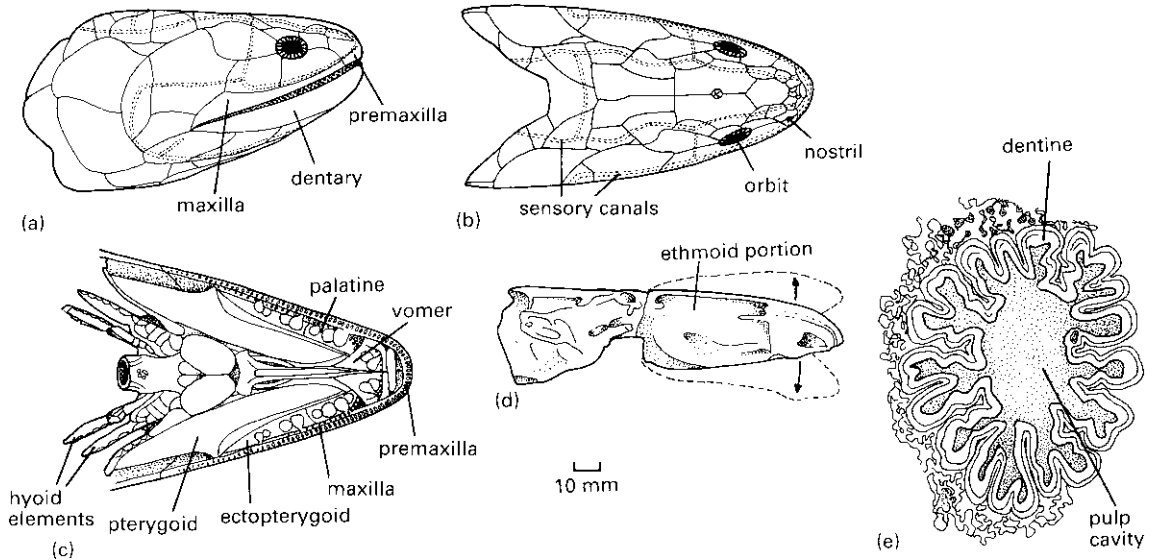 premaxilla
dentary
maxilla
(a)
nostril
orbit
sensory canals
(b)
palatine
vomer
premaxilla
maxilla
ectopterygoid
pterygoid
hyoid
elements
(c)
ethmoid portion
(d)
10 mm
dentine
pulp
cavity
(e)